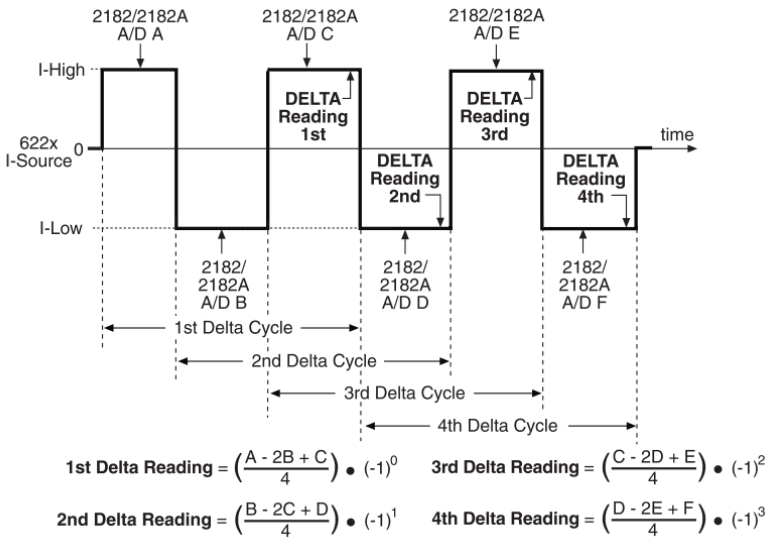 2182/2182A
A/D A
2182/2182A
A/D C
2182/2182A
A/D E
I-High
DELTA
Reading
1st
DELTA
Reading
3rd
622x
I-Source
0
time
DELTA
Reading
2nd
DELTA
Reading
4th
I-Low
2182/
2182A
A/D B
2182/
2182A
A/D D
2182/
2182A
A/D F
1st Delta Cycle
2nd Delta Cycle
3rd Delta Cycle
4th Delta Cycle
1st Delta Reading = (A - 2B + C / 4) • (-1)^0
3rd Delta Reading = (C - 2D + E / 4) • (-1)^2
2nd Delta Reading = (B - 2C + D / 4) • (-1)^1
4th Delta Reading = (D - 2E + F / 4) • (-1)^3